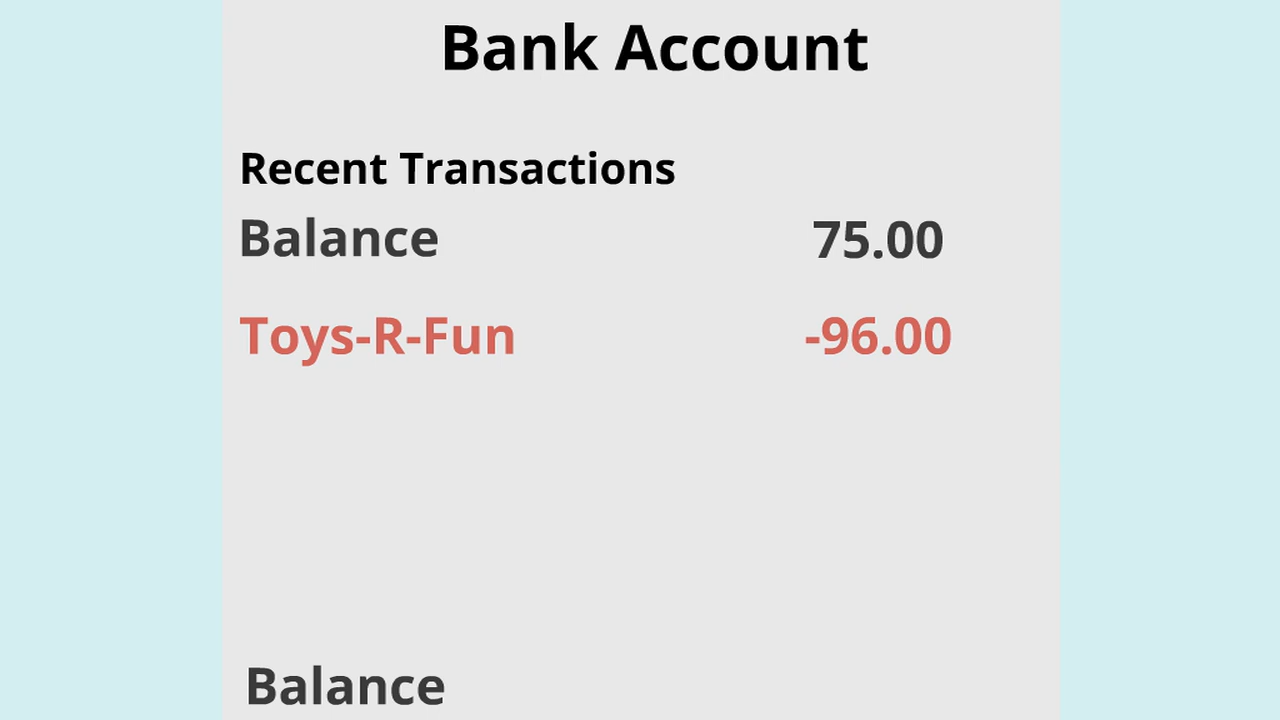 Bank Account
Recent Transactions
Balance 75.00
Toys-R-Fun -96.00
Balance